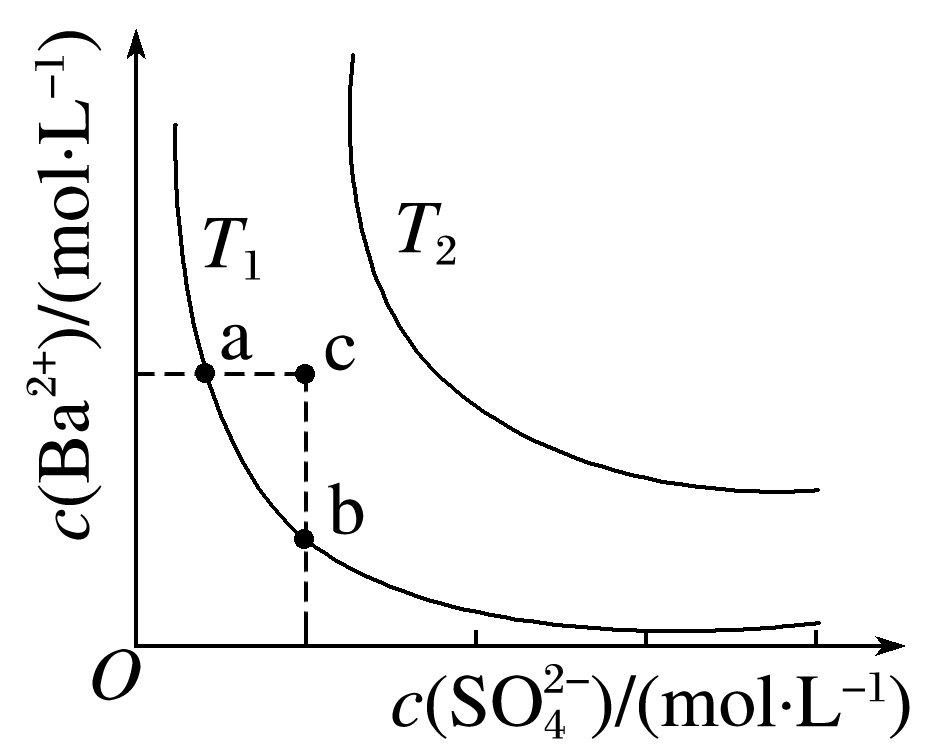 c(Ba²⁺)/(mol·L⁻¹)
T₁
T₂
a
c
b
O
c(SO₄²⁻)/(mol·L⁻¹)